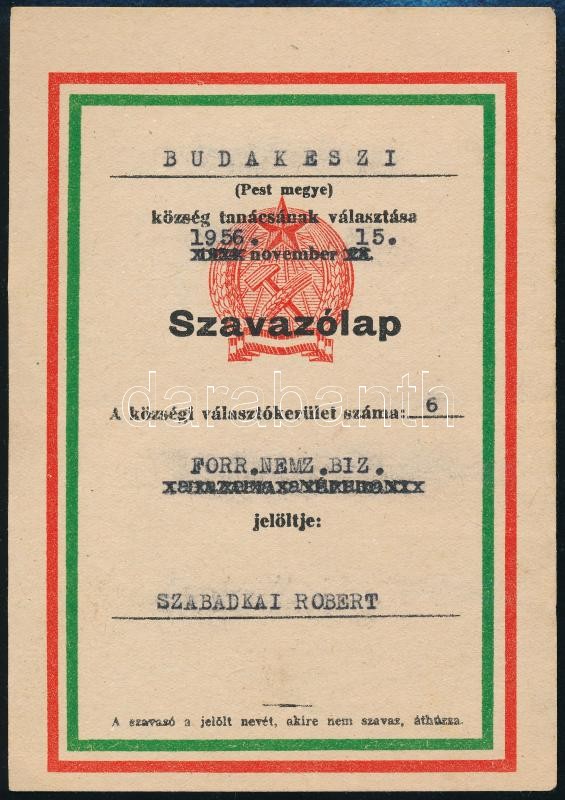 BUDAKESZI
(Pest megye)
község tanácsának választása
1956. 15.
november
Szavazólap
darabanth
A községi választókerület száma: 6
FORR.NEMZ.BIZ.
jelöltje:
SZABADKAI ROBERT
A szavazó a jelölt nevét, akire nem szavaz, áthúzza.